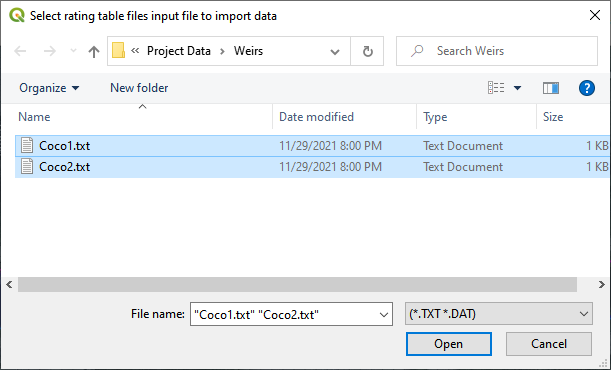 Select rating table files input file to import data
« Project Data > Weirs
Search Weirs
Organize New folder
?
Name Date modified Type Size
Coco1.txt 11/29/2021 8:00 PM Text Document 1 KB
Coco2.txt 11/29/2021 8:00 PM Text Document 1 KB
File name: "Coco1.txt" "Coco2.txt" (*.TXT *.DAT)
Open Cancel